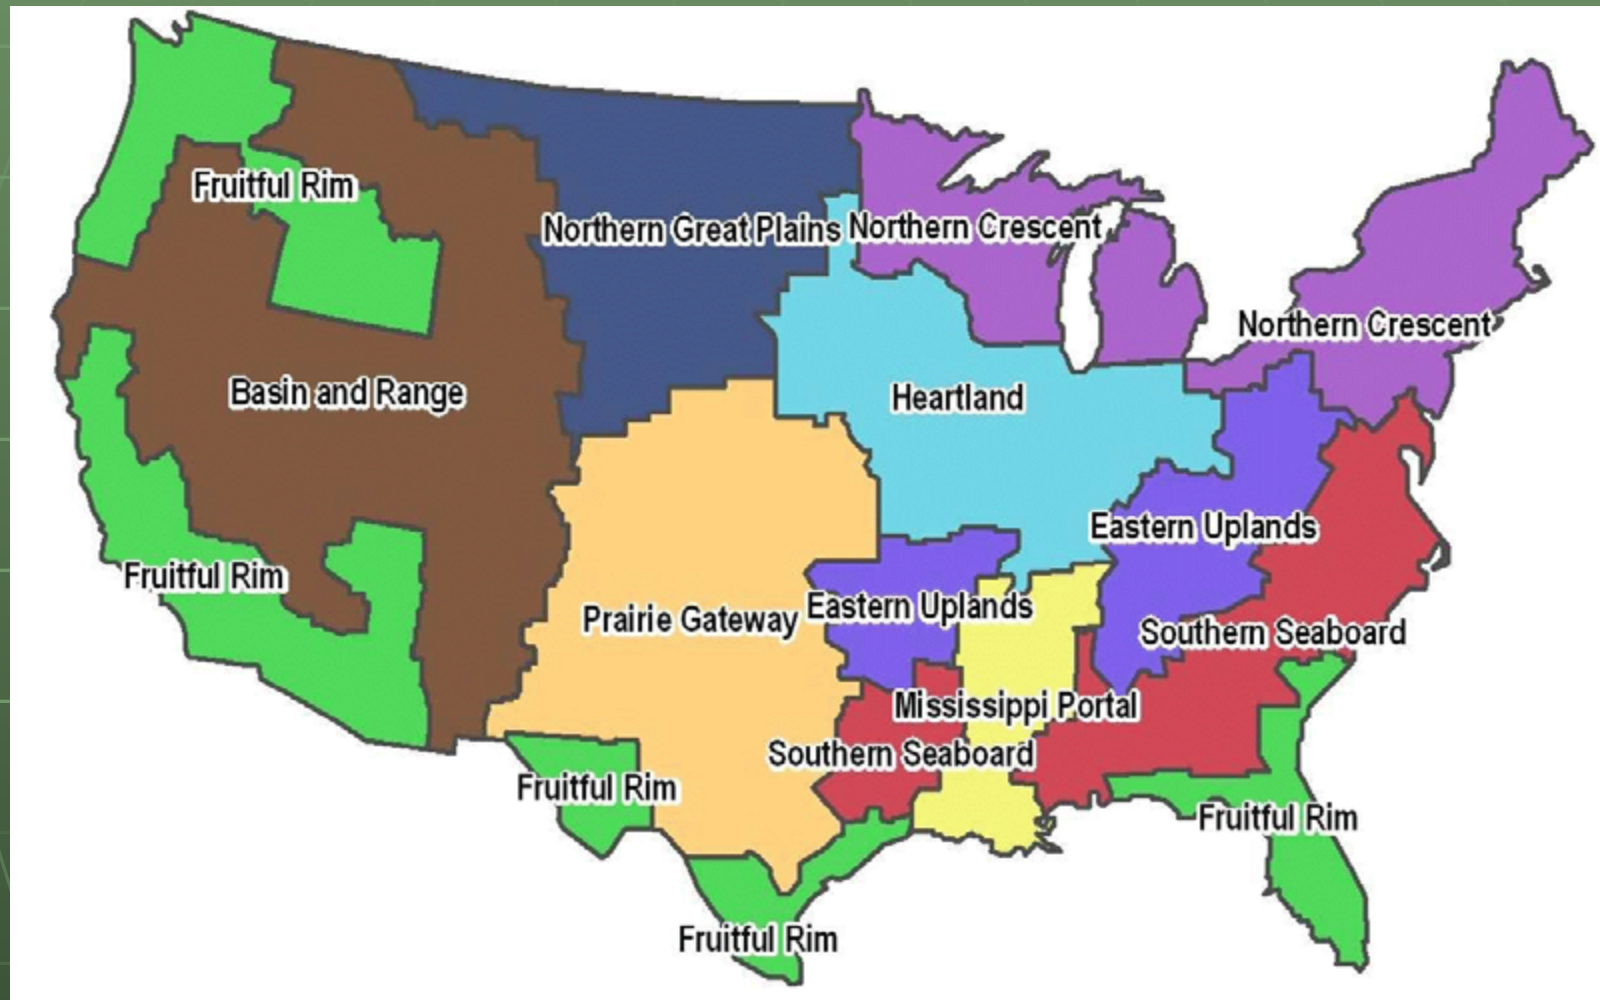 Fruitful Rim
Northern Great Plains
Northern Crescent
Northern Crescent
Basin and Range
Heartland
Eastern Uplands
Fruitful Rim
Prairie Gateway
Eastern Uplands
Southern Seaboard
Mississippi Portal
Southern Seaboard
Fruitful Rim
Fruitful Rim
Fruitful Rim